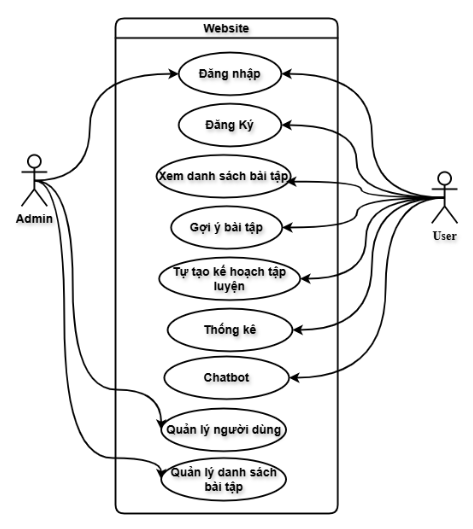 Website
Đăng nhập
Đăng Ký
Xem danh sách bài tập
Gợi ý bài tập
Tự tạo kế hoạch tập
luyện
Thống kê
Chatbot
Quản lý người dùng
Quản lý danh sách
bài tập
Admin
User